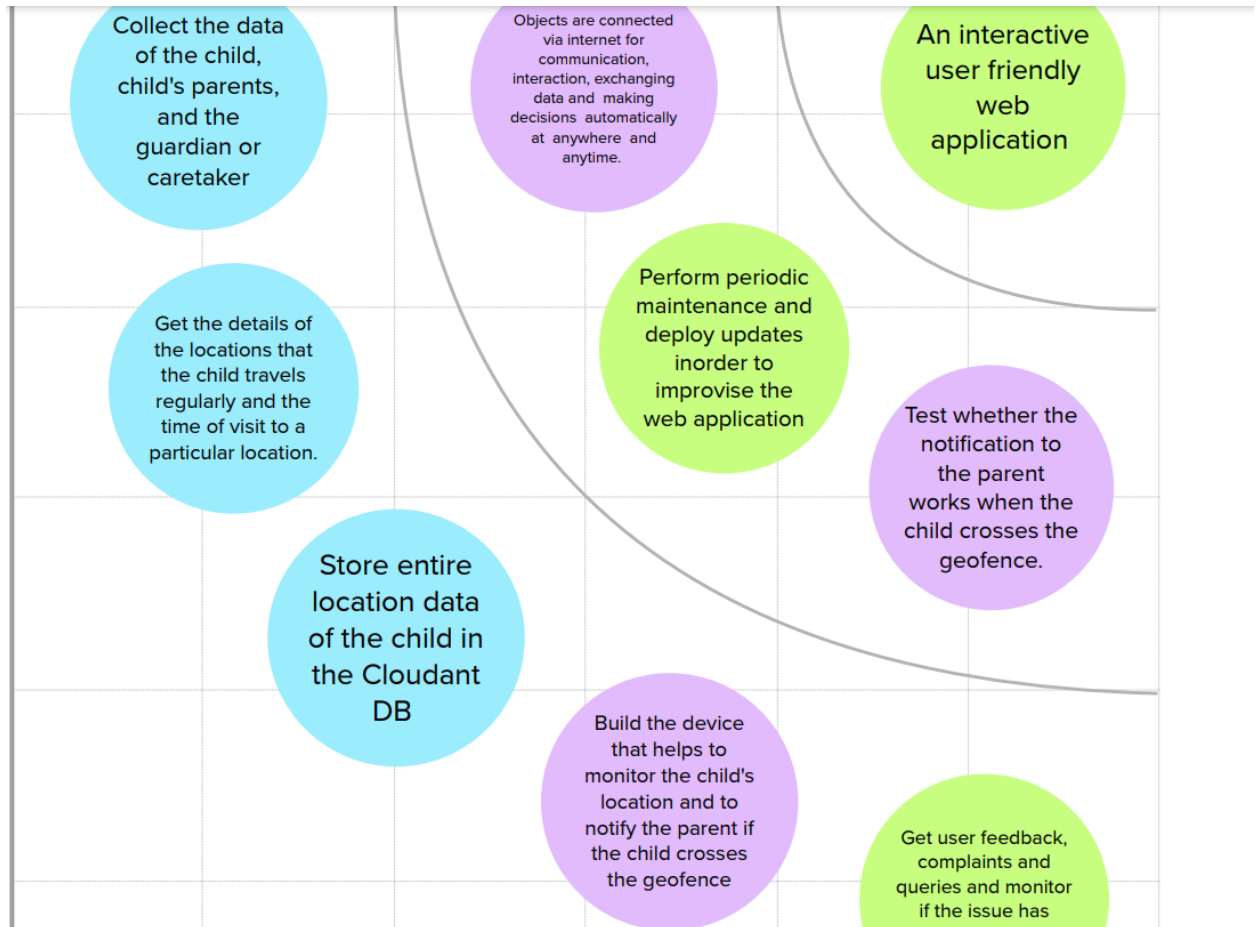 Collect the data
of the child,
child's parents,
and the
guardian or
caretaker
Objects are connected
via internet for
communication,
interaction, exchanging
data and making
decisions automatically
at anywhere and
anytime.
An interactive
user friendly
web
application
Get the details of
the locations that
the child travels
regularly and the
time of visit to a
particular location.
Perform periodic
maintenance and
deploy updates
inorder to
improvise the
web application
Test whether the
notification to
the parent
works when the
child crosses the
geofence.
Store entire
location data
of the child in
the Cloudant
DB
Build the device
that helps to
monitor the child's
location and to
notify the parent if
the child crosses
the geofence
Get user feedback,
complaints and
queries and monitor
if the issue has